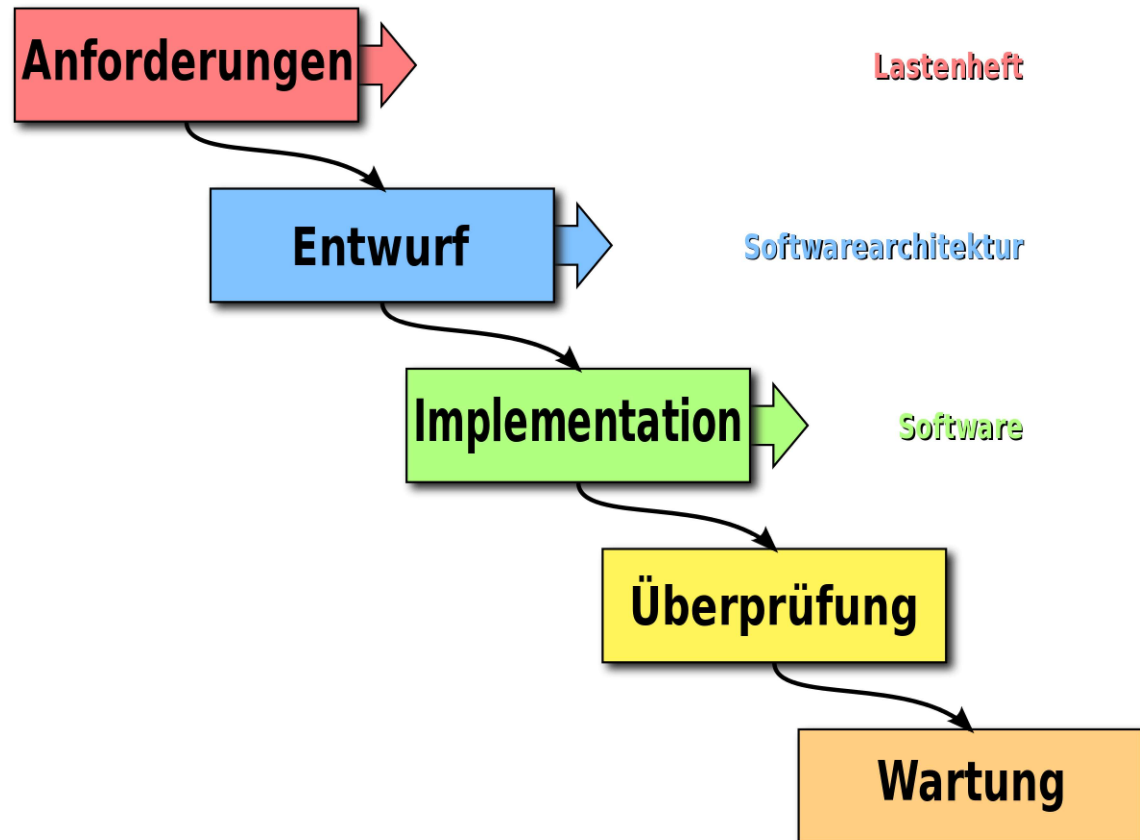 Anforderungen
Lastenheft
Entwurf
Softwarearchitektur
Implementation
Software
Überprüfung
Wartung